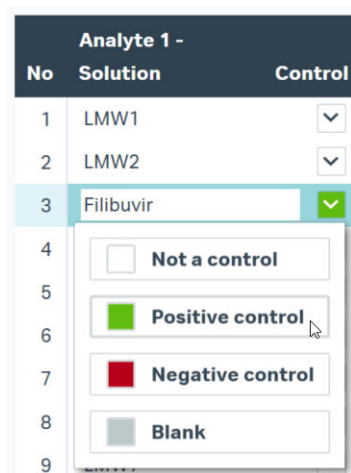 Analyte 1 -
No Solution Control
1 LMW1
2 LMW2
3 Filibuvir
4 Not a control
5
6 Positive control
7 Negative control
8 Blank
9